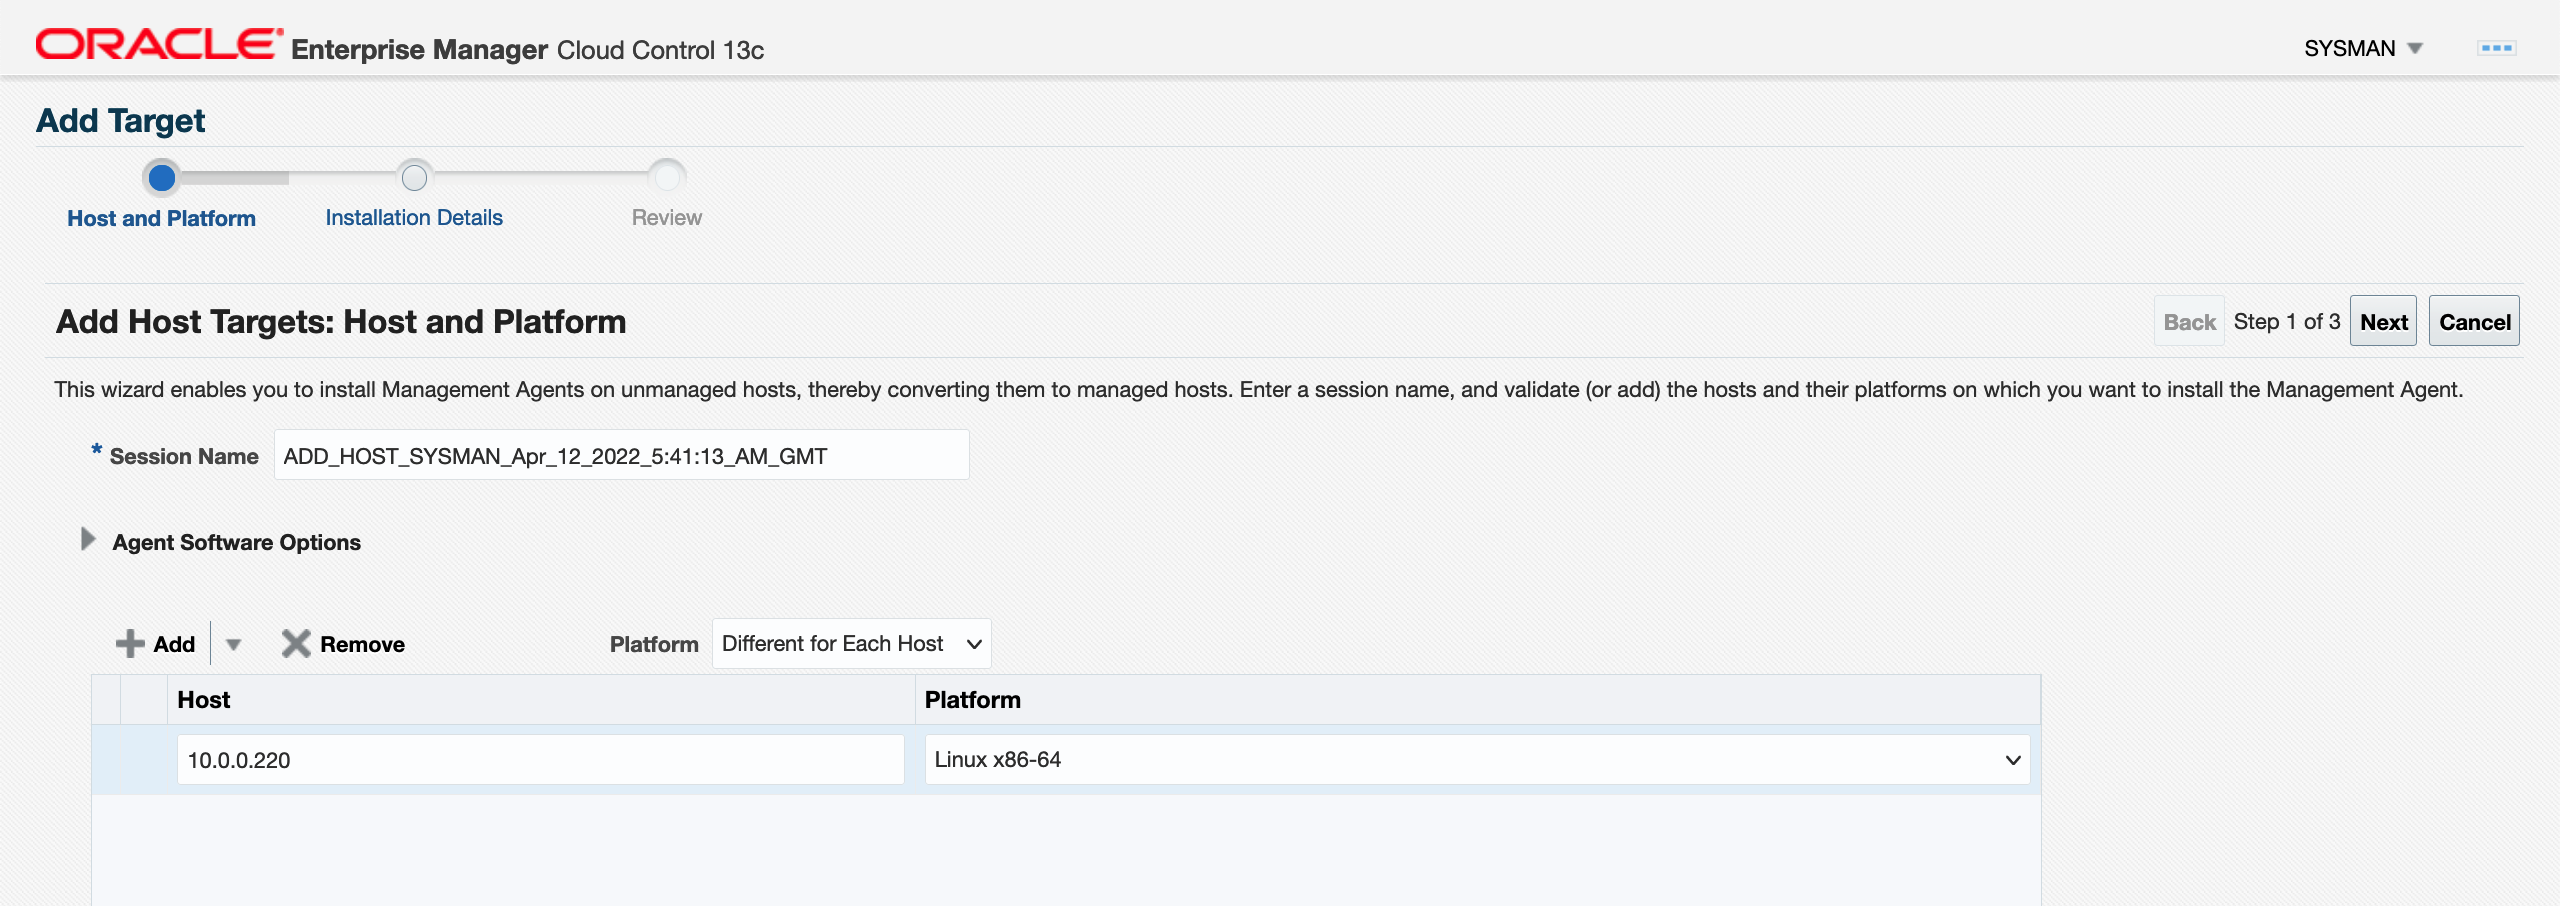 ORACLE Enterprise Manager Cloud Control 13c
SYSMAN
Add Target
Host and Platform Installation Details Review
Add Host Targets: Host and Platform
Back Step 1 of 3 Next Cancel
This wizard enables you to install Management Agents on unmanaged hosts, thereby converting them to managed hosts. Enter a session name, and validate (or add) the hosts and their platforms on which you want to install the Management Agent.
* Session Name ADD_HOST_SYSMAN_Apr_12_2022_5:41:13_AM_GMT
Agent Software Options
Add Remove Platform Different for Each Host
Host Platform
10.0.0.220 Linux x86-64